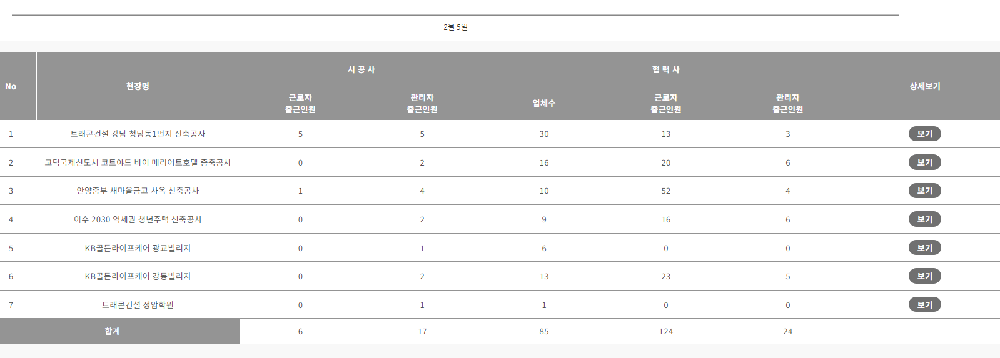 2월 5일
No 현장명 시 공 사 협 력 사 상세보기
근로자 관리자 업체수 근로자 관리자
출근인원 출근인원 출근인원 출근인원
1 트래콘건설 강남 청담동1번지 신축공사 5 5 30 13 3 보기
2 고덕국제신도시 코트야드 바이 메리어트호텔 증축공사 0 2 16 20 6 보기
3 안양중부 새마을금고 사옥 신축공사 1 4 10 52 4 보기
4 이수 2030 역세권 청년주택 신축공사 0 2 9 16 6 보기
5 KB골든라이프케어 광교빌리지 0 1 6 0 0 보기
6 KB골든라이프케어 강동빌리지 0 2 13 23 5 보기
7 트래콘건설 성암학원 0 1 1 0 0 보기
합계 6 17 85 124 24